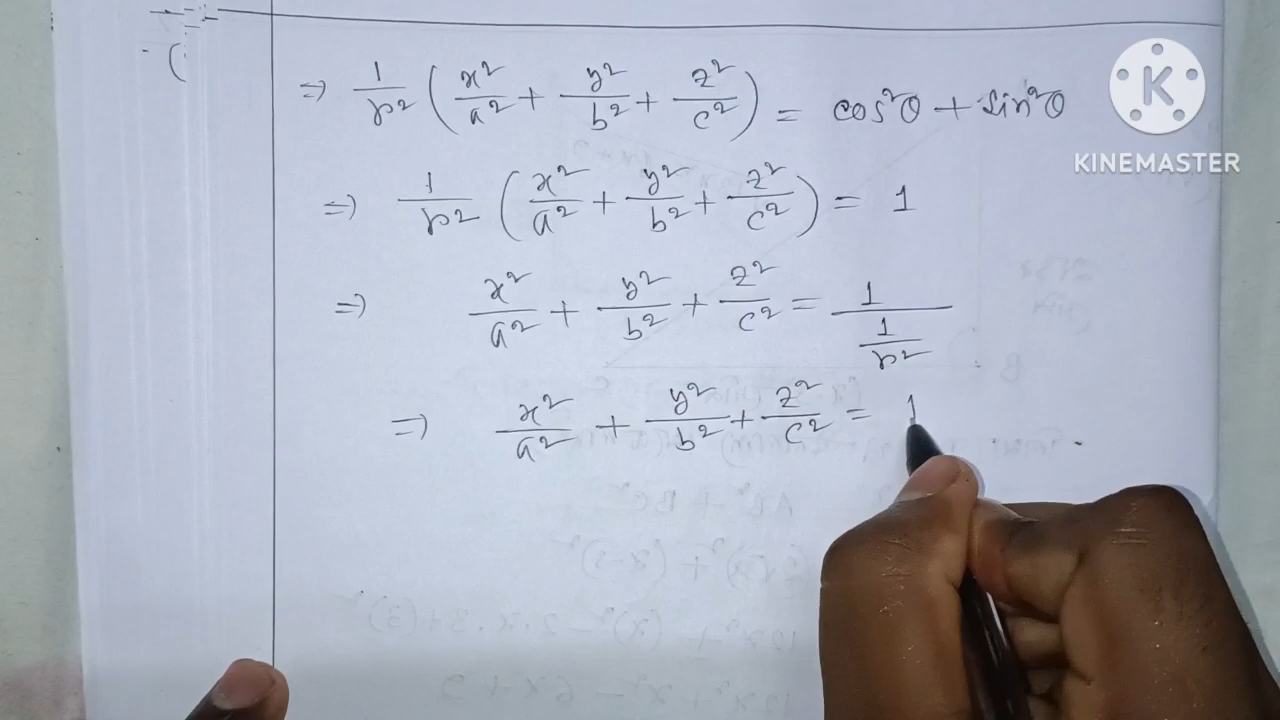 ⇒ 1/r² (x²/a² + y²/b² + z²/c²) = cos²θ + sin²θ
KINEMASTER
⇒ 1/r² (x²/a² + y²/b² + z²/c²) = 1
⇒ x²/a² + y²/b² + z²/c² = 1/(1/r²)
⇒ x²/a² + y²/b² + z²/c² = 1